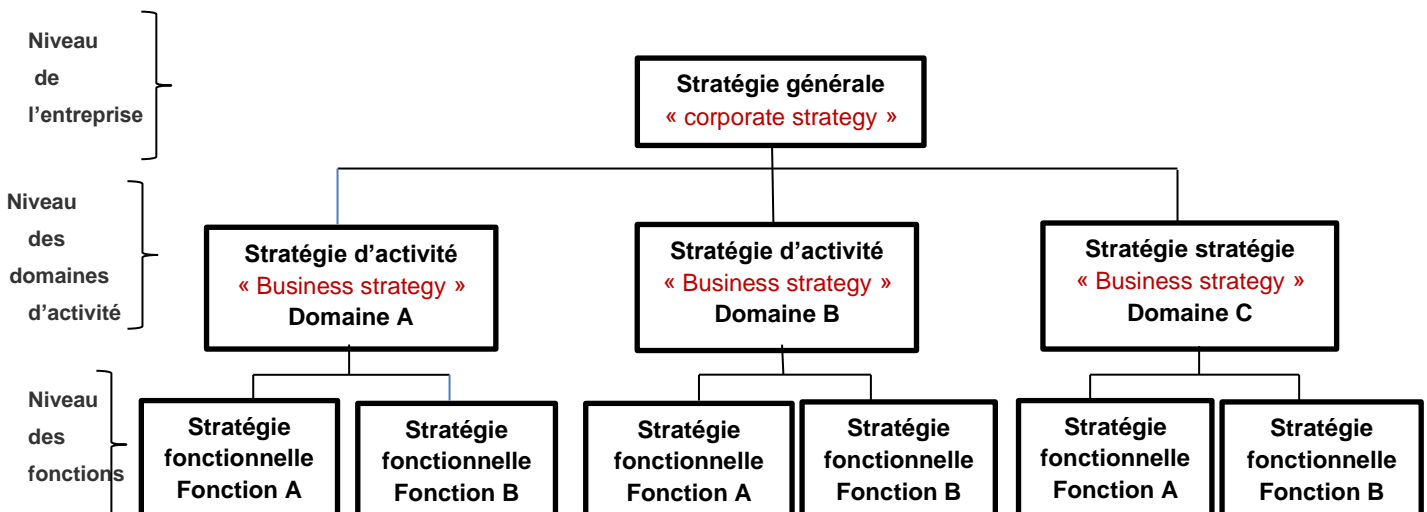 Niveau
de
l’entreprise
Stratégie générale
« corporate strategy »
Niveau
des
domaines
d’activité
Stratégie d’activité
« Business strategy »
Domaine A
Stratégie d’activité
« Business strategy »
Domaine B
Stratégie stratégie
« Business strategy »
Domaine C
Niveau
des
fonctions
Stratégie
fonctionnelle
Fonction A
Stratégie
fonctionnelle
Fonction B
Stratégie
fonctionnelle
Fonction A
Stratégie
fonctionnelle
Fonction B
Stratégie
fonctionnelle
Fonction A
Stratégie
fonctionnelle
Fonction B